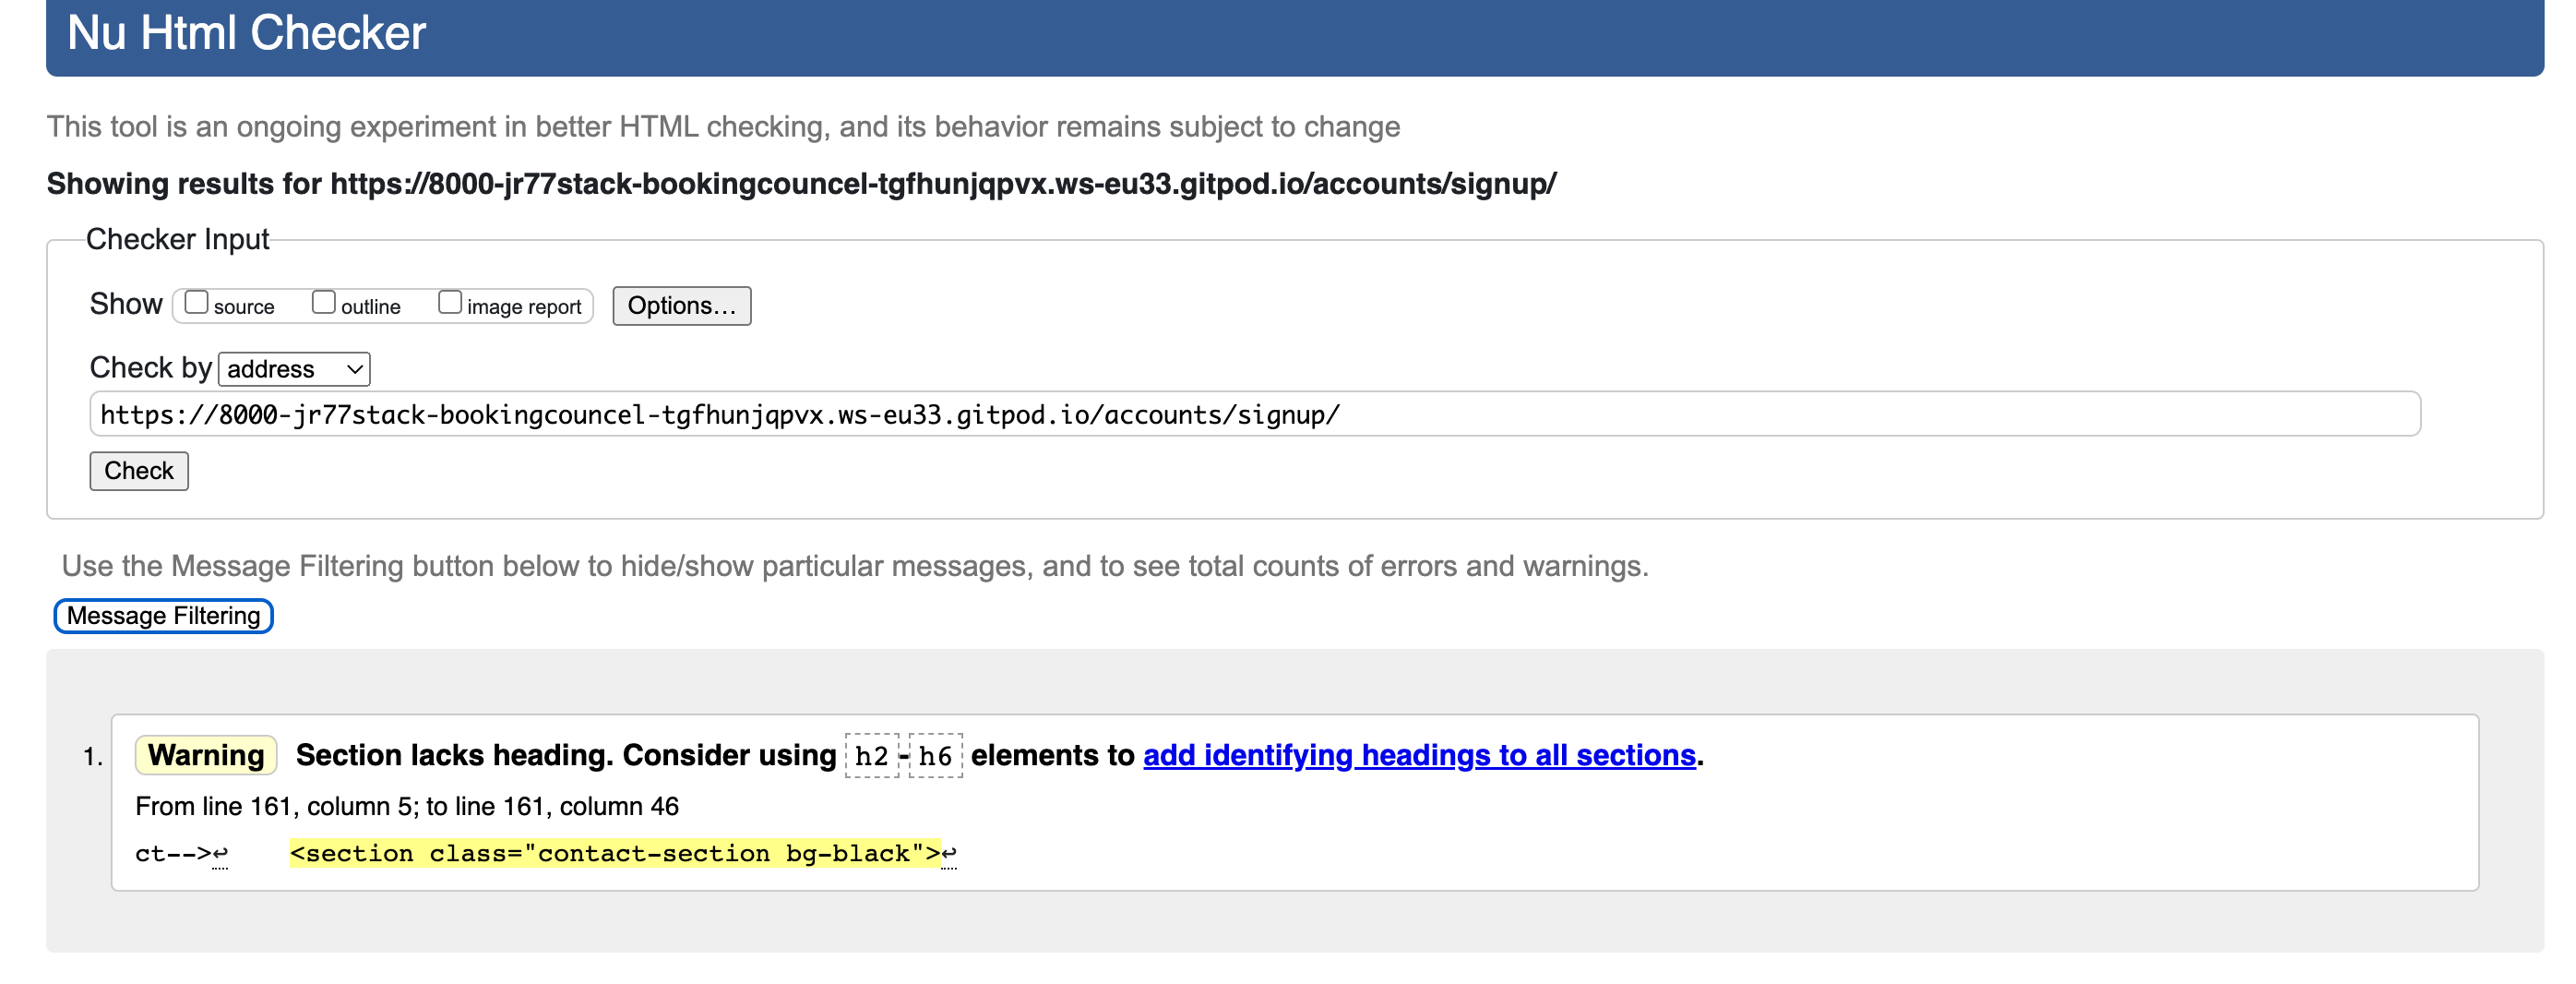 Nu Html Checker
This tool is an ongoing experiment in better HTML checking, and its behavior remains subject to change
Showing results for https://8000-jr77stack-bookingcouncel-tgfhunjqpvx.ws-eu33.gitpod.io/accounts/signup/
Checker Input
Show source outline image report Options...
Check by address
https://8000-jr77stack-bookingcouncel-tgfhunjqpvx.ws-eu33.gitpod.io/accounts/signup/
Check
Use the Message Filtering button below to hide/show particular messages, and to see total counts of errors and warnings.
Message Filtering
1. Warning Section lacks heading. Consider using h2-h6 elements to add identifying headings to all sections.
From line 161, column 5; to line 161, column 46
ct-->↩ <section class="contact-section bg-black">↩